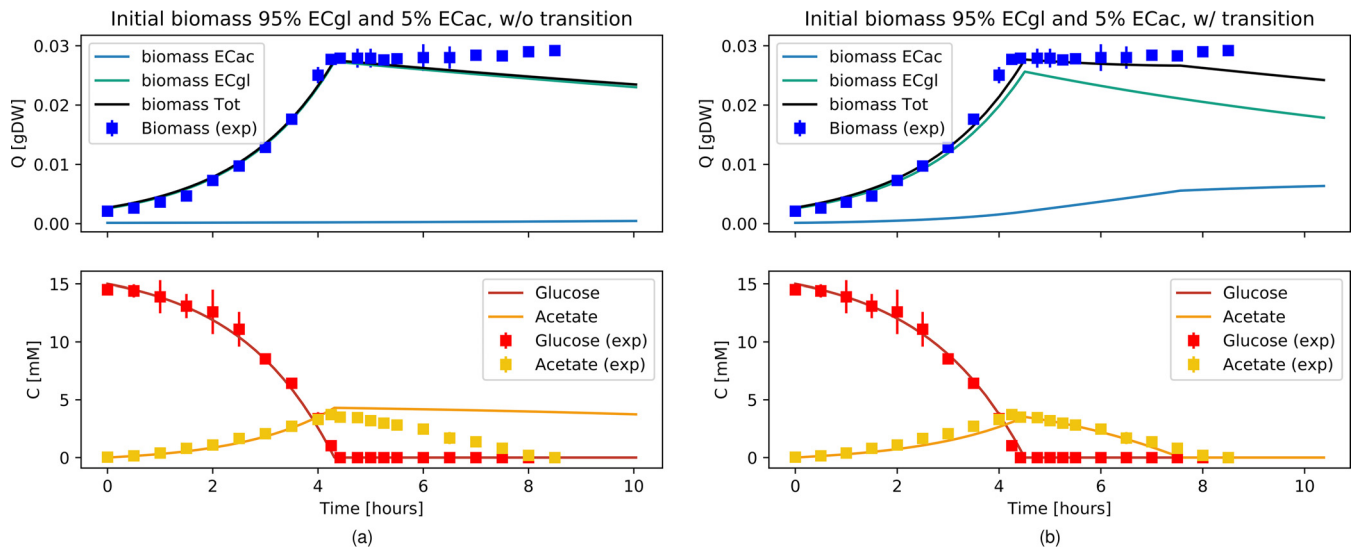 Initial biomass 95% ECgl and 5% ECac, w/o transition
0.03
0.02
0.01
0.00
Q [gDW]
biomass ECac
biomass ECgl
biomass Tot
Biomass (exp)
15
10
5
0
C [mM]
Glucose
Acetate
Glucose (exp)
Acetate (exp)
0 2 4 6 8 10
Time [hours]
(a)
Initial biomass 95% ECgl and 5% ECac, w/ transition
0.03
0.02
0.01
0.00
Q [gDW]
biomass ECac
biomass ECgl
biomass Tot
Biomass (exp)
15
10
5
0
C [mM]
Glucose
Acetate
Glucose (exp)
Acetate (exp)
0 2 4 6 8 10
Time [hours]
(b)